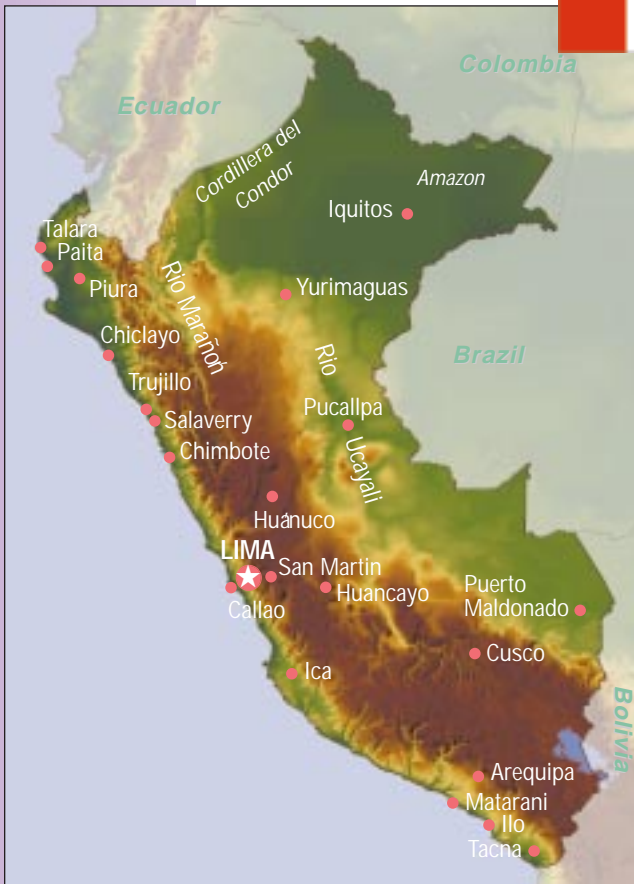 Colombia
Ecuador
Cordillera del
Condor
Amazon
Iquitos
Talara
Paita
Piura
Rio Marañón
Yurimaguas
Chiclayo
Rio
Brazil
Trujillo
Salaverry
Pucallpa
Chimbote
Ucayali
Huánuco
LIMA
San Martin
Huancayo
Callao
Puerto
Maldonado
Cusco
Ica
Bolivia
Arequipa
Matarani
Ilo
Tacna